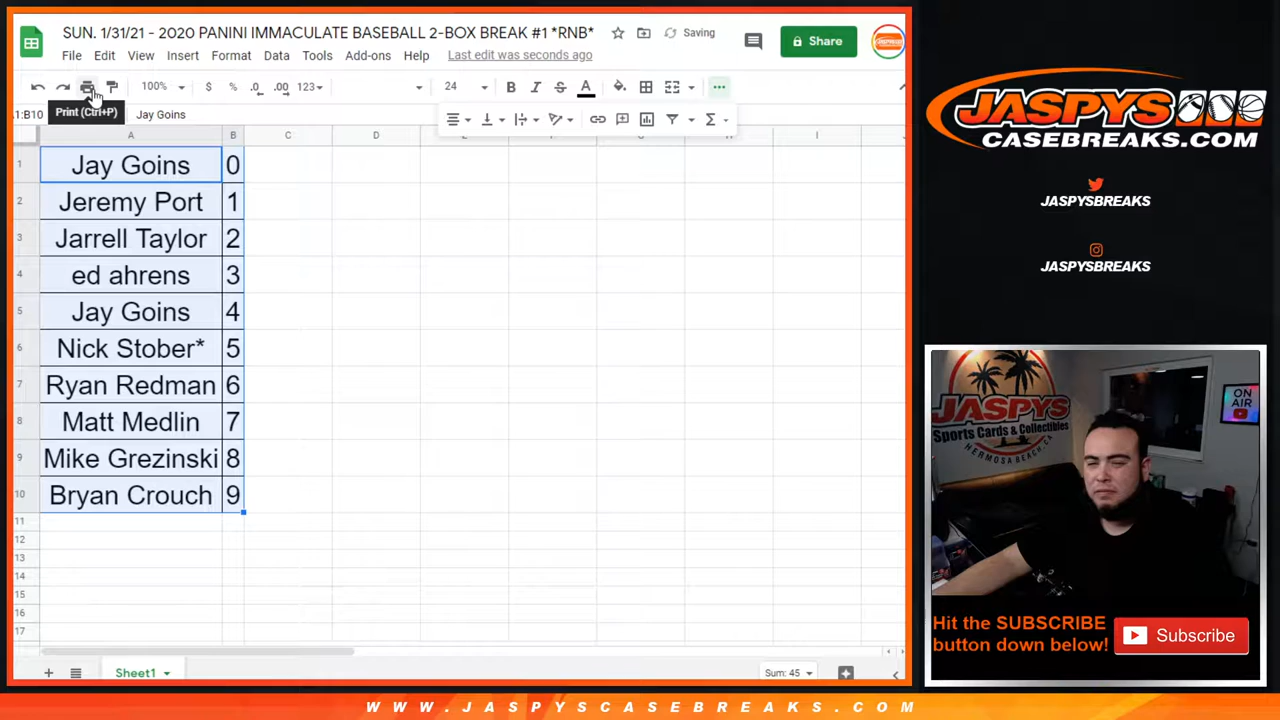 SUN. 1/31/21 - 2020 PANINI IMMACULATE BASEBALL 2-BOX BREAK #1 *RNB*
Saving
Share
File Edit View Insert Format Data Tools Add-ons Help Last edit was seconds ago
100% $ % .0 .00 123 24 B I S A
Print (Ctrl+P)
1:B10 Jay Goins
A B C D I
1 Jay Goins 0
2 Jeremy Port 1
3 Jarrell Taylor 2
4 ed ahrens 3
5 Jay Goins 4
6 Nick Stober* 5
7 Ryan Redman 6
8 Matt Medlin 7
9 Mike Grezinski 8
10 Bryan Crouch 9
11
12
13
14
15
16
17
Sheet1
Sum: 45
JASPYS
CASEBREAKS.COM
JASPYSBREAKS
JASPYSBREAKS
JASPYS
Sports Cards & Collectibles
HERMOSA BEACH, CA
ON AIR
Hit the SUBSCRIBE
button down below!
Subscribe
WWW.JASPYSCASEBREAKS.COM